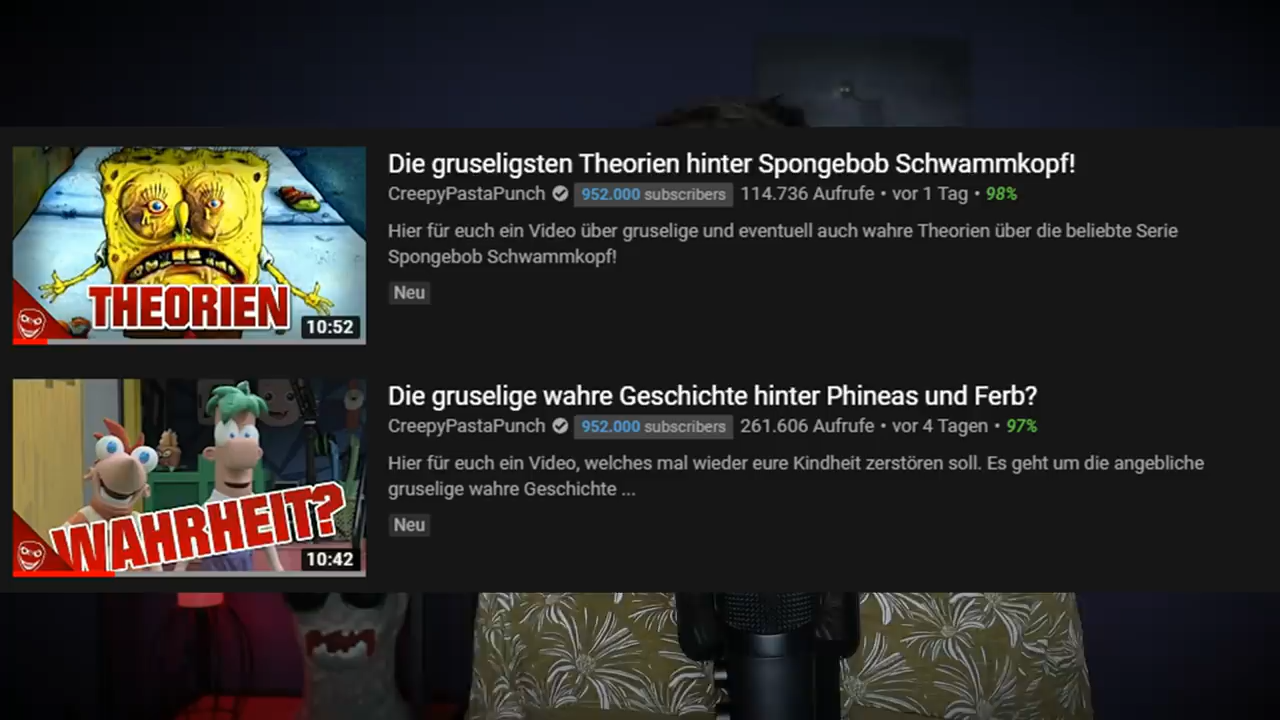 Die gruseligsten Theorien hinter Spongebob Schwammkopf!
CreepyPastaPunch 952.000 subscribers 114.736 Aufrufe • vor 1 Tag • 98%
Hier für euch ein Video über gruselige und eventuell auch wahre Theorien über die beliebte Serie
Spongebob Schwammkopf!
Neu
THEORIEN
10:52
Die gruselige wahre Geschichte hinter Phineas und Ferb?
CreepyPastaPunch 952.000 subscribers 261.606 Aufrufe • vor 4 Tagen • 97%
Hier für euch ein Video, welches mal wieder eure Kindheit zerstören soll. Es geht um die angebliche
gruselige wahre Geschichte ...
Neu
WAHRHEIT?
10:42